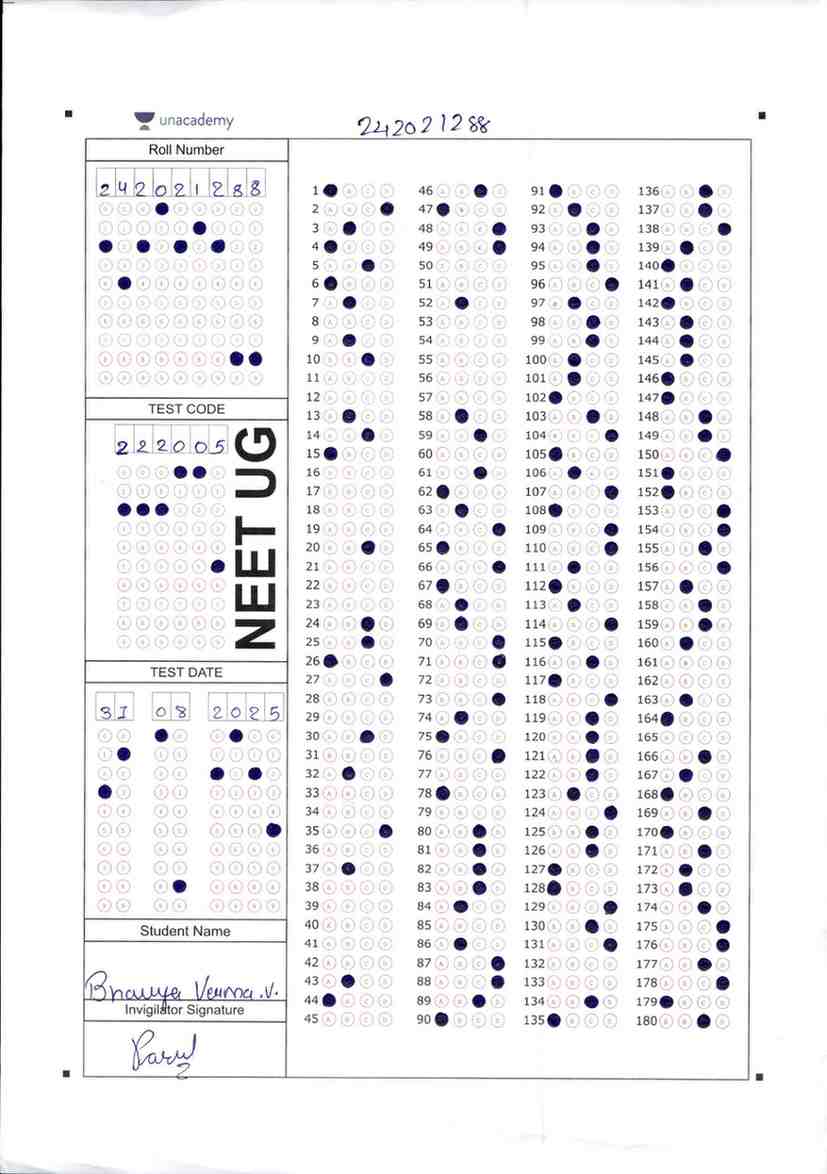 unacademy
242021288
Roll Number
2 4 2 0 2 1 2 8 8
TEST CODE
2 2 2 0 0 5
NEET UG
TEST DATE
3 1 0 8 2 0 2 5
Student Name
Verma .V.
Invigilator Signature
1 46 91 136
2 47 92 137
3 48 93 138
4 49 94 139
5 50 95 140
6 51 96 141
7 52 97 142
8 53 98 143
9 54 99 144
10 55 100 145
11 56 101 146
12 57 102 147
13 58 103 148
14 59 104 149
15 60 105 150
16 61 106 151
17 62 107 152
18 63 108 153
19 64 109 154
20 65 110 155
21 66 111 156
22 67 112 157
23 68 113 158
24 69 114 159
25 70 115 160
26 71 116 161
27 72 117 162
28 73 118 163
29 74 119 164
30 75 120 165
31 76 121 166
32 77 122 167
33 78 123 168
34 79 124 169
35 80 125 170
36 81 126 171
37 82 127 172
38 83 128 173
39 84 129 174
40 85 130 175
41 86 131 176
42 87 132 177
43 88 133 178
44 89 134 179
45 90 135 180